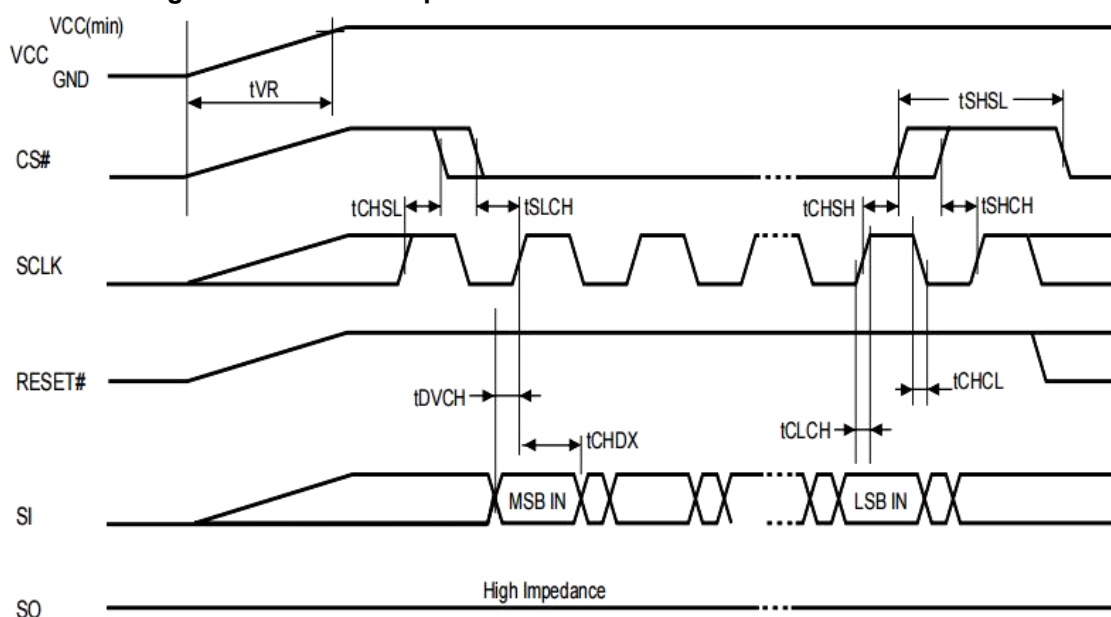 VCC(min)
VCC
GND
tVR
tSHSL
CS#
tCHSL
tSLCH
tCHSH
tSHCH
SCLK
RESET#
tDVCH
tCHCL
tCLCH
tCHDX
SI
MSB IN
LSB IN
High Impedance
SO